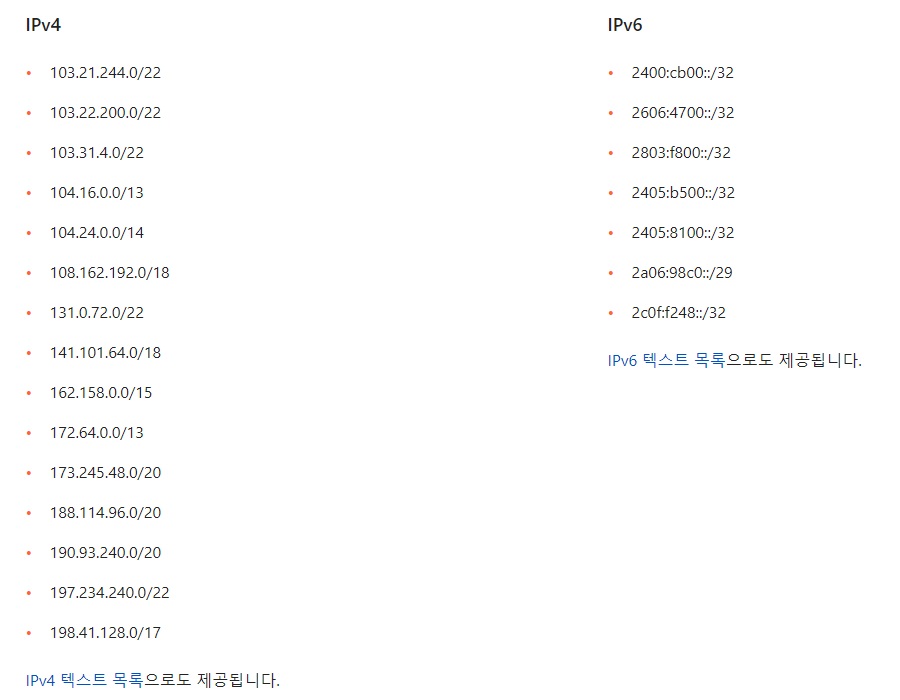 IPv4
103.21.244.0/22
103.22.200.0/22
103.31.4.0/22
104.16.0.0/13
104.24.0.0/14
108.162.192.0/18
131.0.72.0/22
141.101.64.0/18
162.158.0.0/15
172.64.0.0/13
173.245.48.0/20
188.114.96.0/20
190.93.240.0/20
197.234.240.0/22
198.41.128.0/17
IPv4 텍스트 목록으로도 제공됩니다.
IPv6
2400:cb00::/32
2606:4700::/32
2803:f800::/32
2405:b500::/32
2405:8100::/32
2a06:98c0::/29
2c0f:f248::/32
IPv6 텍스트 목록으로도 제공됩니다.